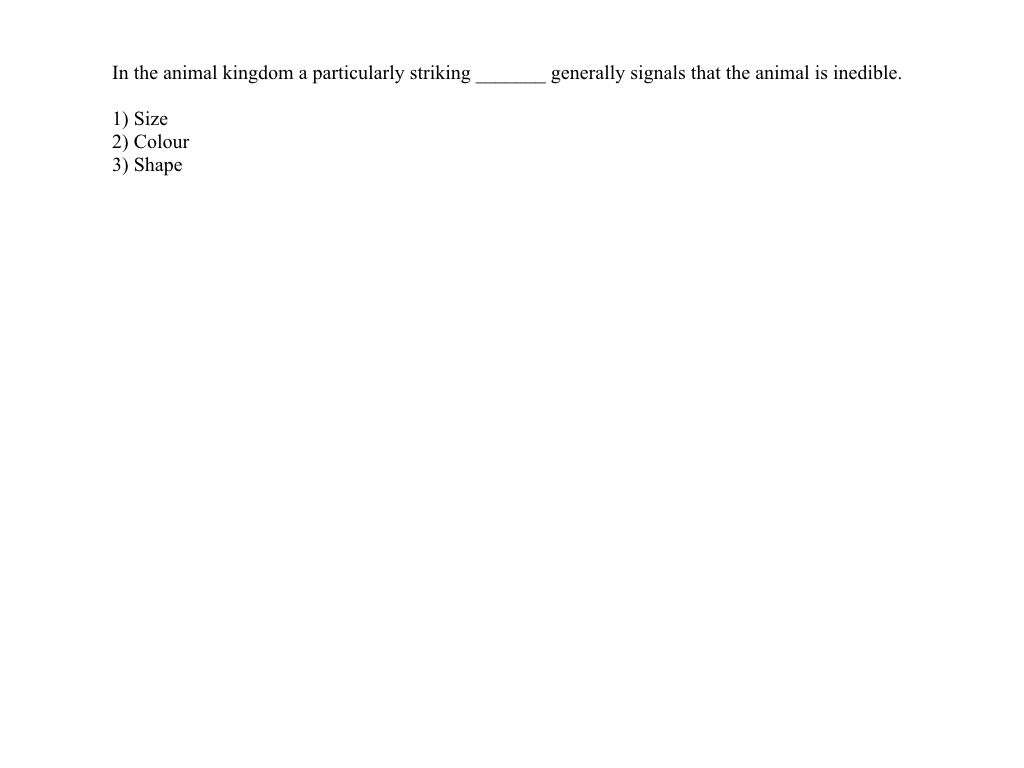 In the animal kingdom a particularly striking _______ generally signals that the animal is inedible.
1) Size
2) Colour
3) Shape